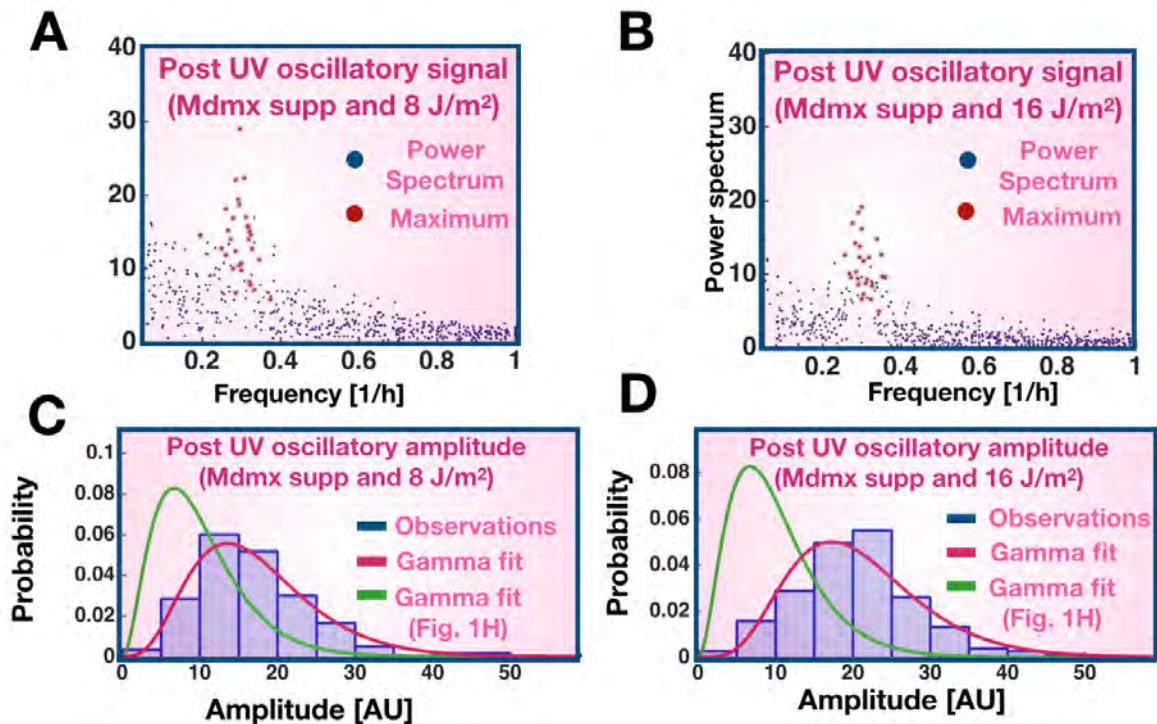 A
Post UV oscillatory signal
(Mdmx supp and 8 J/m²)
Power
Spectrum
Maximum
40
30
20
10
0
0.2
0.4
0.6
0.8
1
Frequency [1/h]
B
Post UV oscillatory signal
(Mdmx supp and 16 J/m²)
Power
Spectrum
Maximum
Power spectrum
40
30
20
10
0
0.2
0.4
0.6
0.8
1
Frequency [1/h]
C
Post UV oscillatory amplitude
(Mdmx supp and 8 J/m²)
Observations
Gamma fit
Gamma fit
(Fig. 1H)
Probability
0.1
0.08
0.06
0.04
0.02
0
0
10
20
30
40
50
Amplitude [AU]
D
Post UV oscillatory amplitude
(Mdmx supp and 16 J/m²)
Observations
Gamma fit
Gamma fit
(Fig. 1H)
Probability
0.08
0.06
0.04
0.02
0
0
10
20
30
40
50
Amplitude [AU]